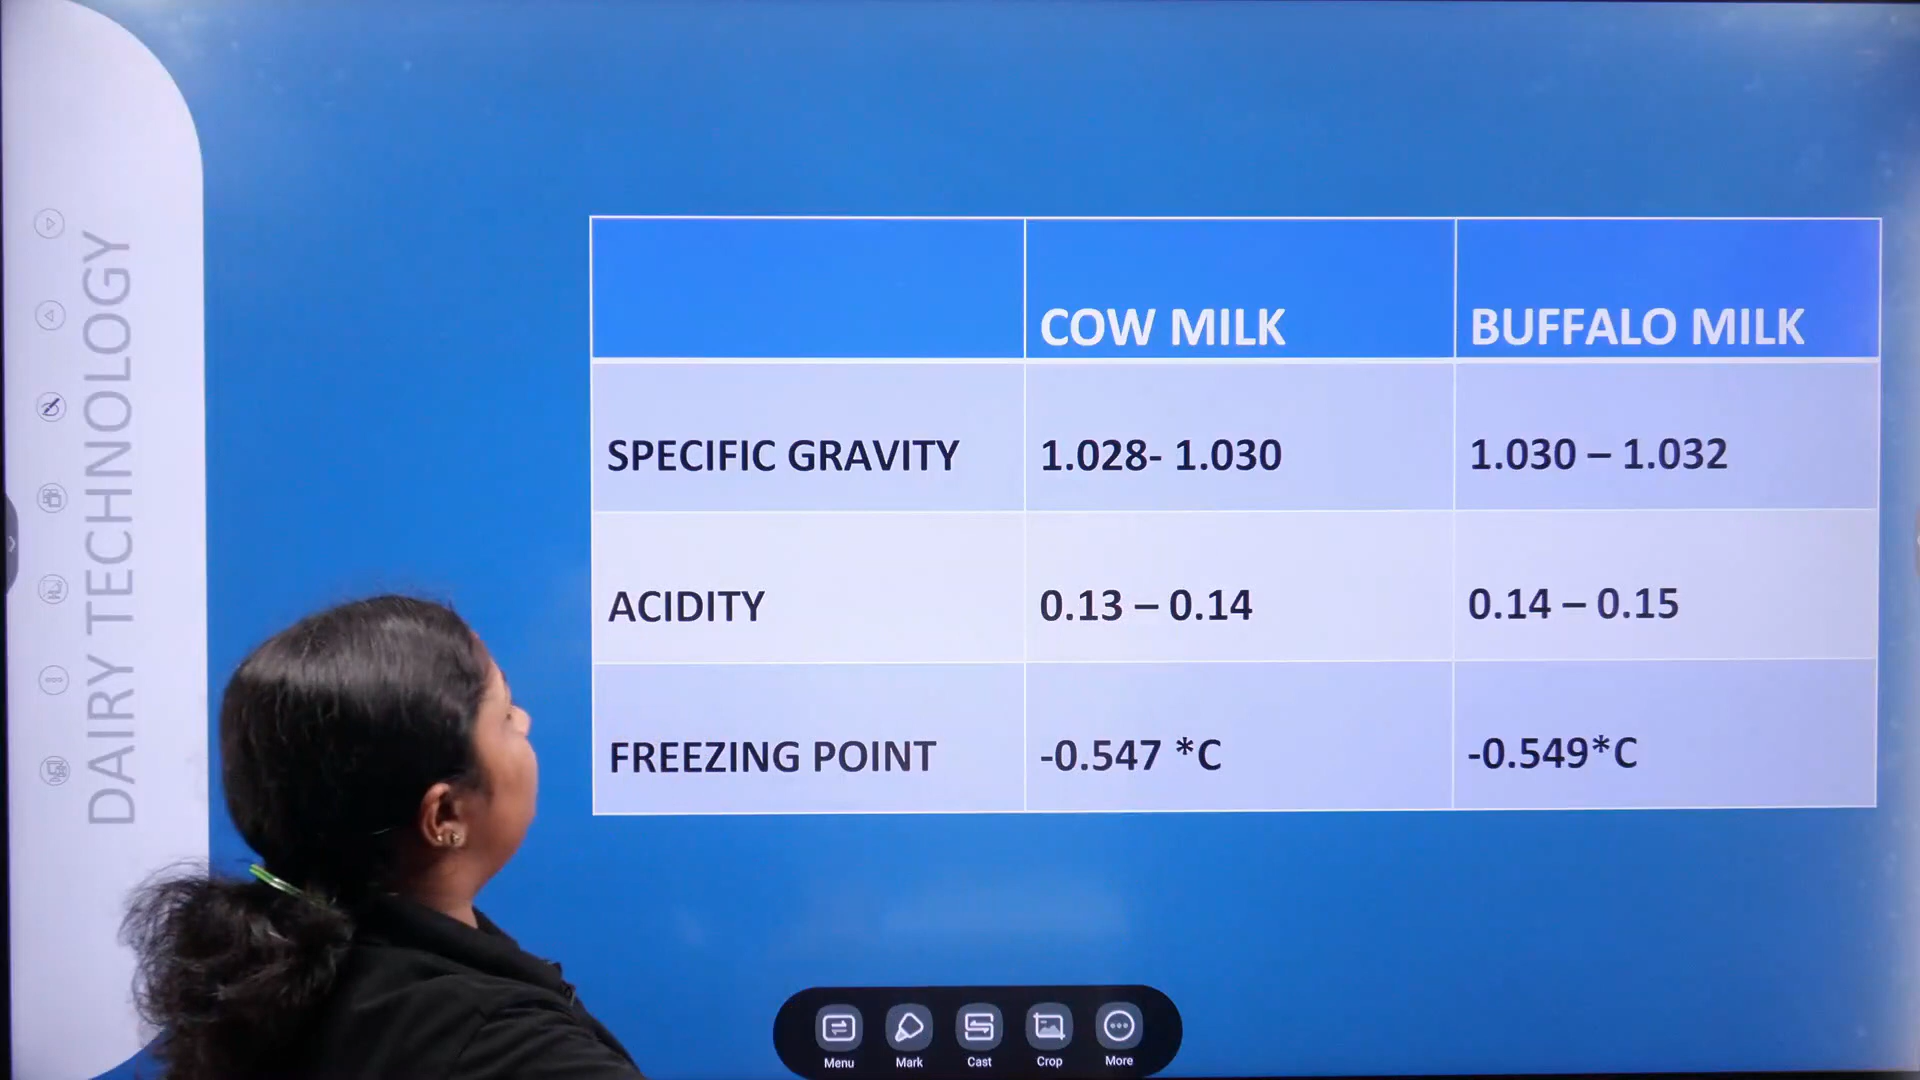 DAIRY TECHNOLOGY
COW MILK BUFFALO MILK
SPECIFIC GRAVITY 1.028- 1.030 1.030 – 1.032
ACIDITY 0.13 – 0.14 0.14 – 0.15
FREEZING POINT -0.547 *C -0.549*C
Menu Mark Cast Crop More